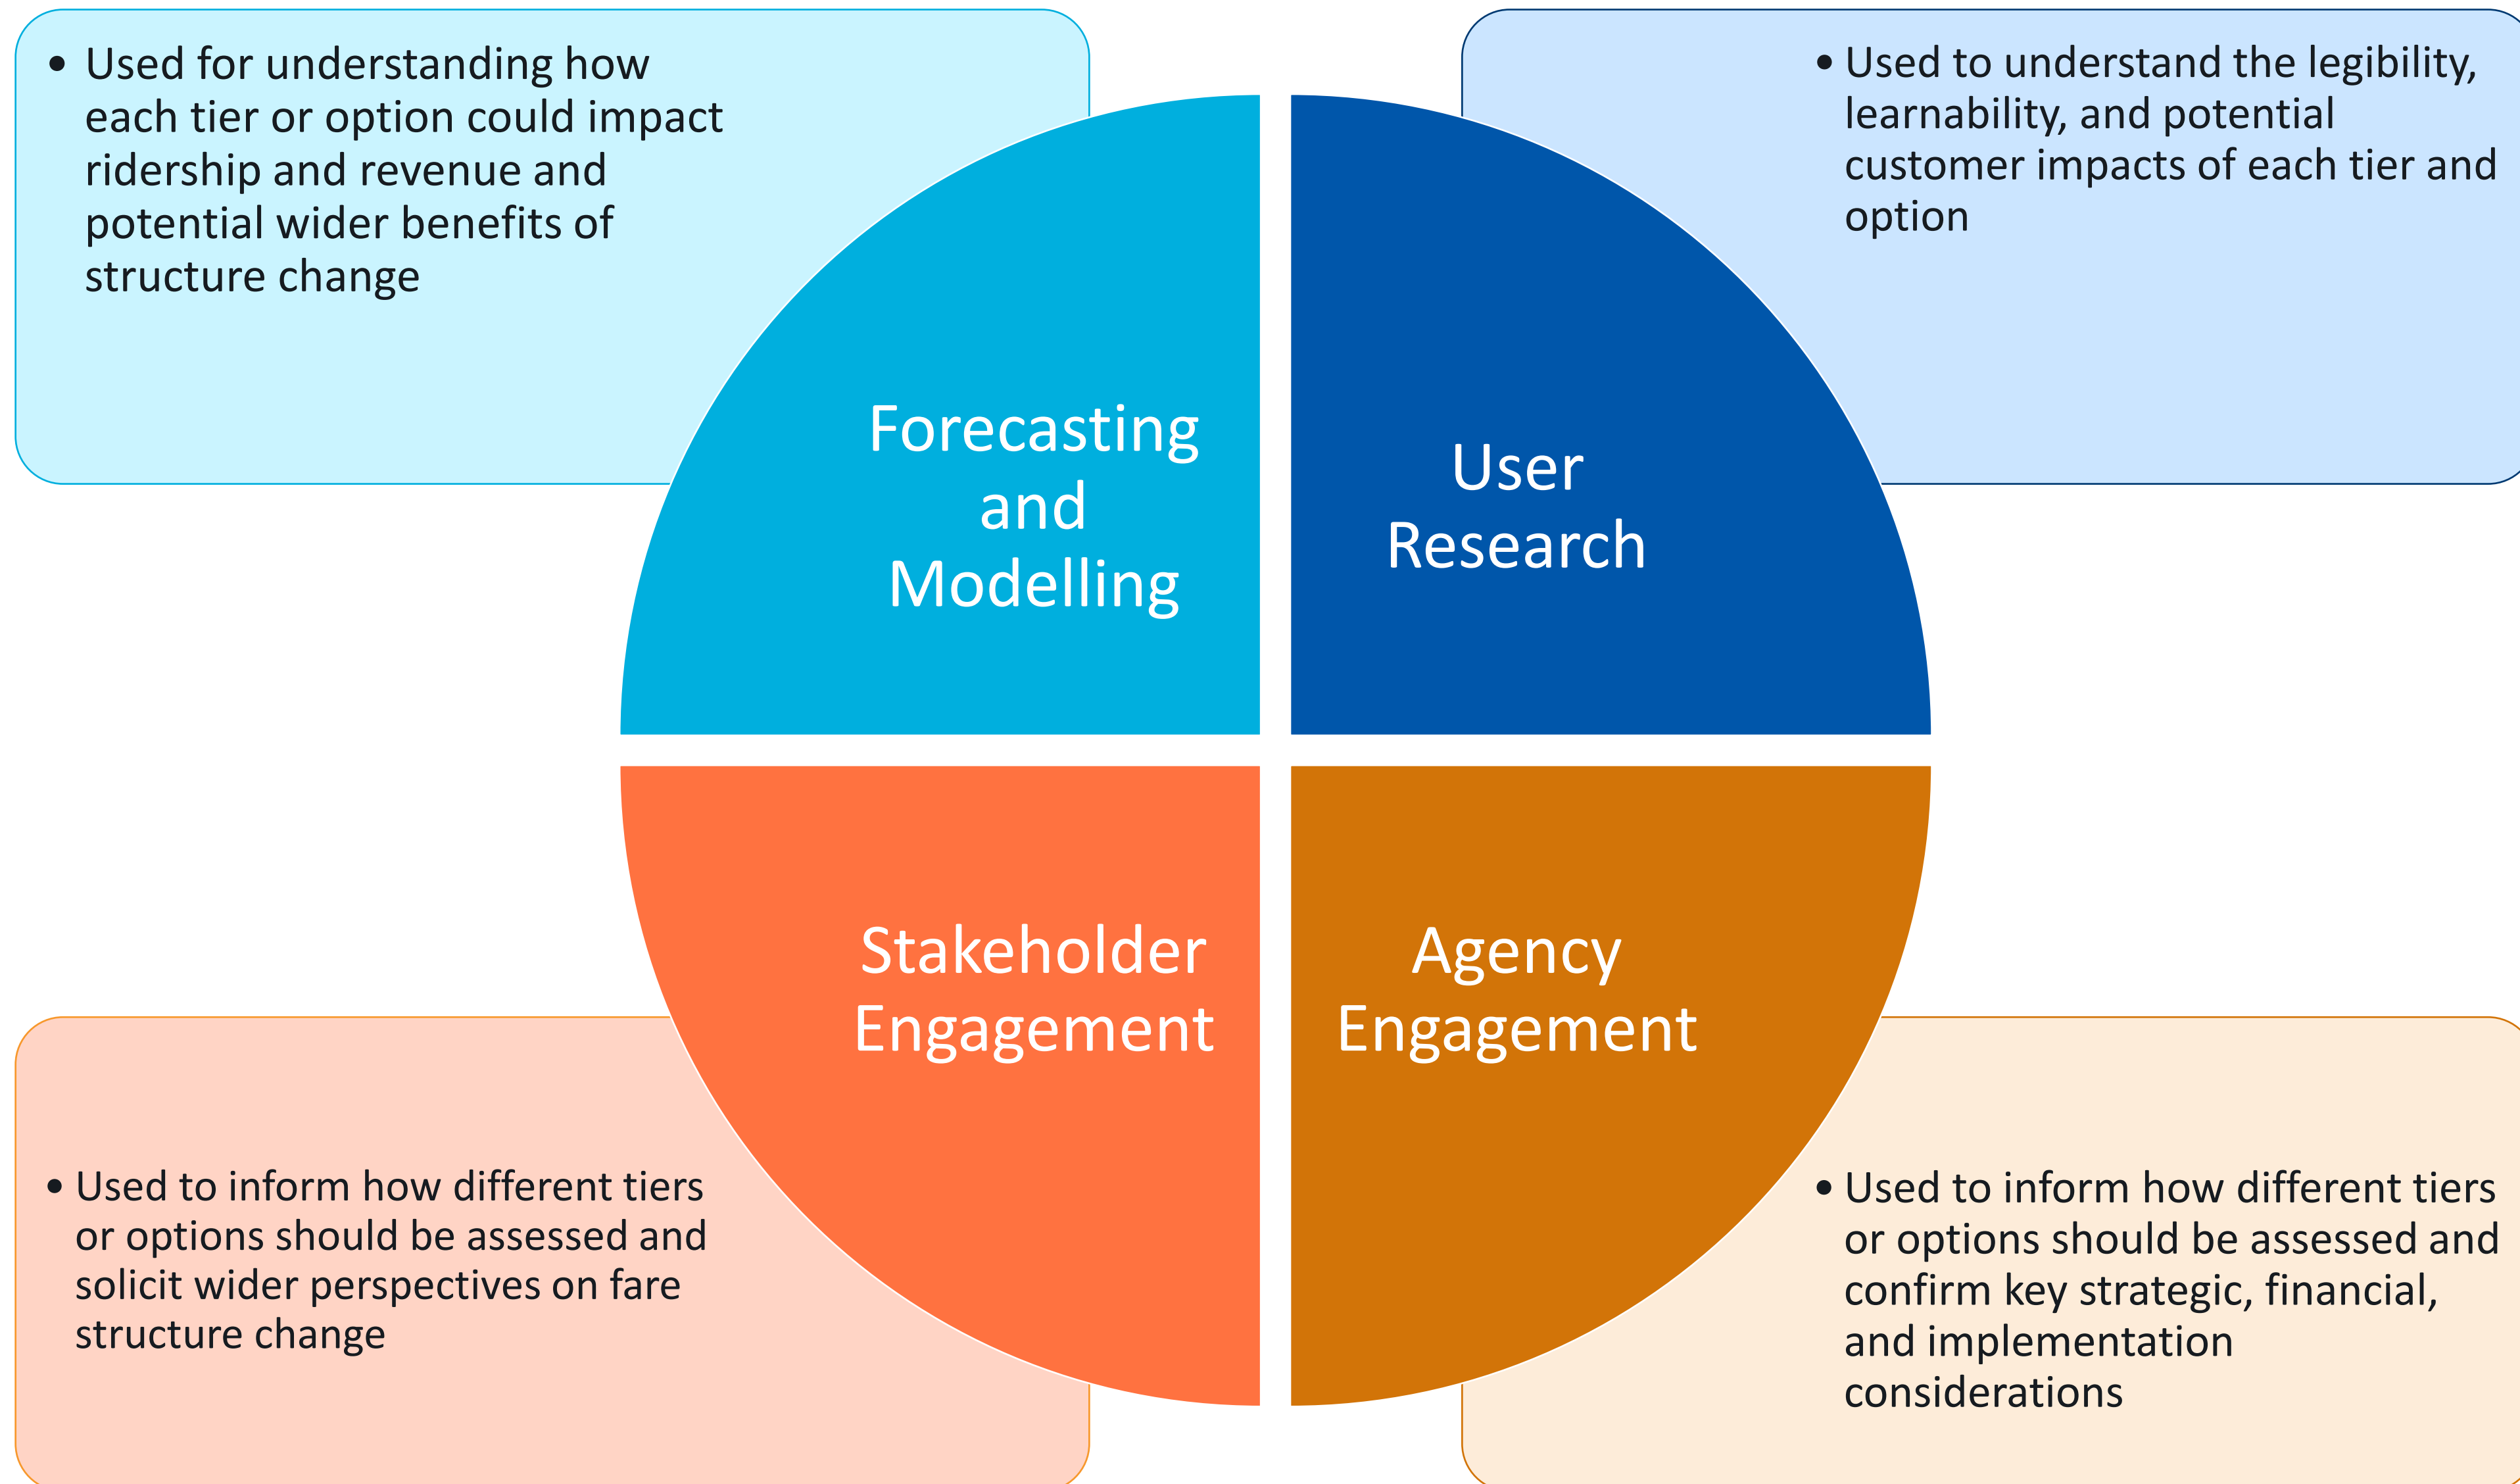 • Used for understanding how
each tier or option could impact
ridership and revenue and
potential wider benefits of
structure change
• Used to understand the legibility,
learnability, and potential
customer impacts of each tier and
option
Forecasting
and
Modelling
User
Research
Stakeholder
Engagement
Agency
Engagement
• Used to inform how different tiers
or options should be assessed and
solicit wider perspectives on fare
structure change
• Used to inform how different tiers
or options should be assessed and
confirm key strategic, financial,
and implementation
considerations